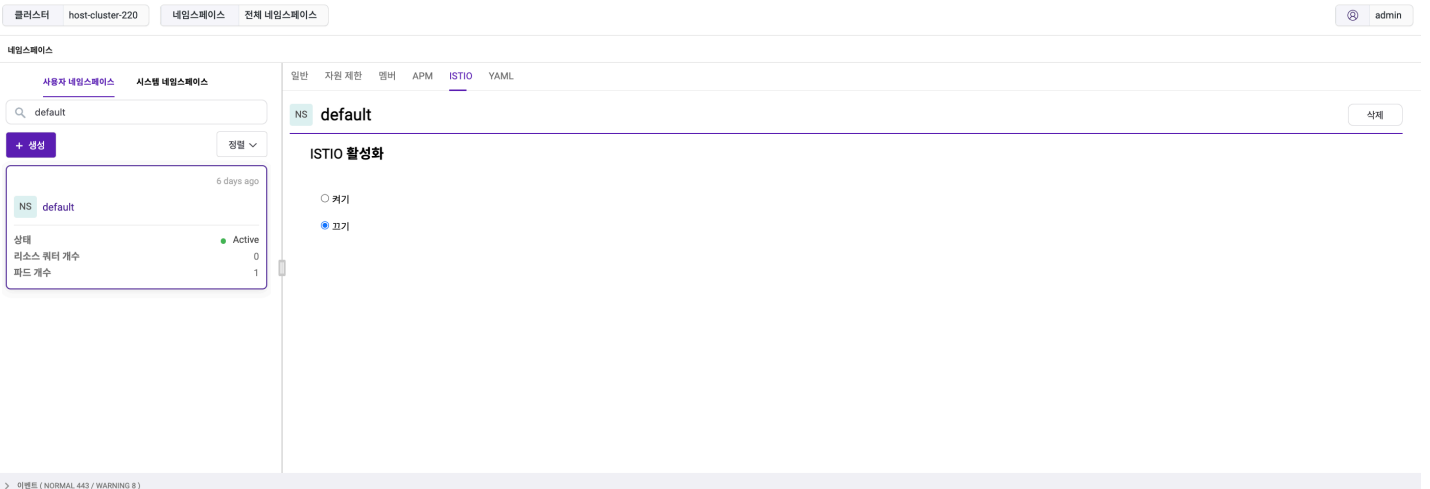 클러스터 host-cluster-220 네임스페이스 전체 네임스페이스 admin
네임스페이스
사용자 네임스페이스 시스템 네임스페이스
default
+ 생성 정렬
6 days ago
NS default
상태 Active
리소스 쿼터 개수 0
파드 개수 1
일반 자원 제한 멤버 APM ISTIO YAML
NS default 삭제
ISTIO 활성화
켜기
끄기
이벤트 ( NORMAL 443 / WARNING 8 )